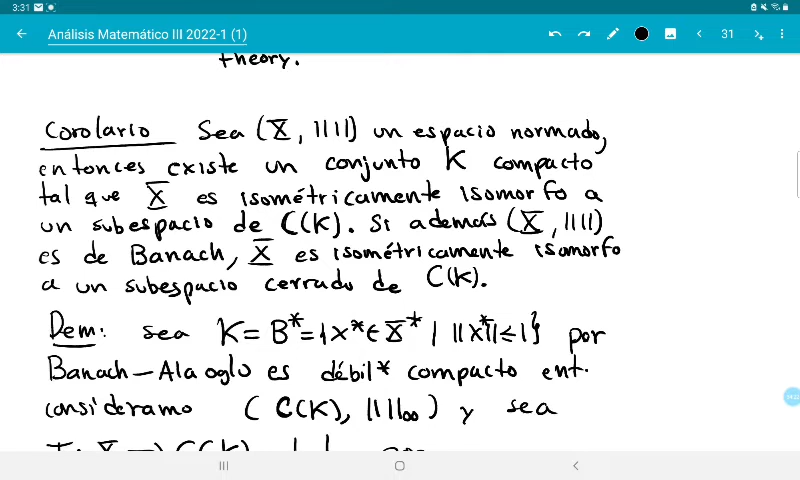 3:31
Análisis Matemático III 2022-1 (1)
31
theory.
Corolario Sea (X, ||||) un espacio normado,
entonces existe un conjunto K compacto
tal que X es isométricamente isomorfo a
un subespacio de C(K). Si además (X, ||||)
es de Banach, X es isométricamente isomorfo
a un subespacio cerrado de C(K).
Dem: sea K = B* = {x* ∈ X* | ||x*|| ≤ 1} por
Banach-Alaoglo es débil* compacto ent.
consideramo (C(K), ||||∞) y sea